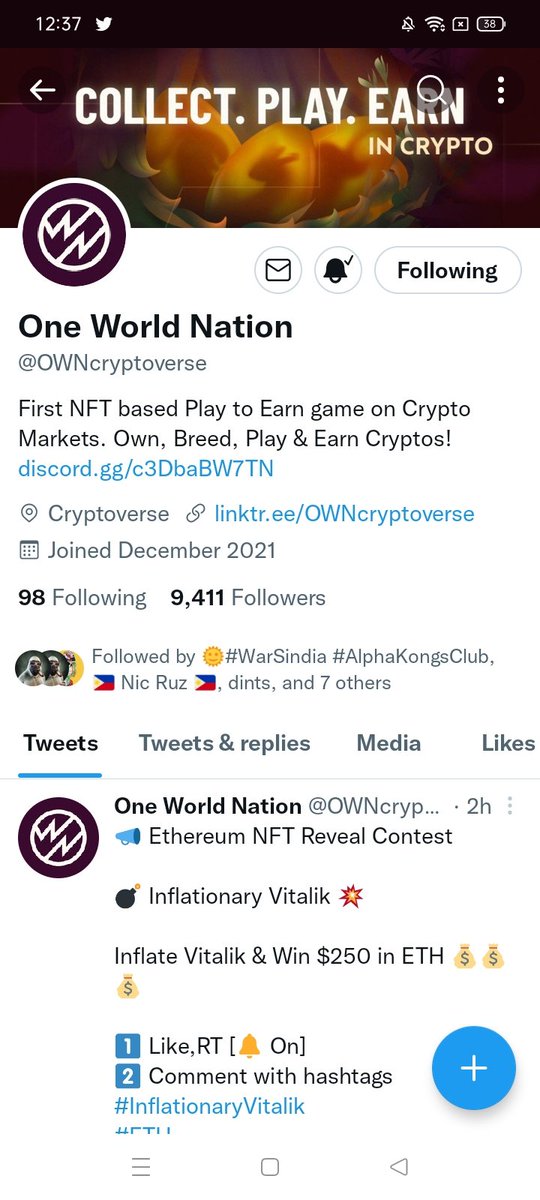 12:37
38
COLLECT. PLAY. EARN
IN CRYPTO
Following
One World Nation
@OWNcryptoverse
First NFT based Play to Earn game on Crypto
Markets. Own, Breed, Play & Earn Cryptos!
discord.gg/c3DbaBW7TN
Cryptoverse linktr.ee/OWNcryptoverse
Joined December 2021
98 Following 9,411 Followers
Followed by 🌞#WarSindia #AlphaKongsClub,
🇵🇭 Nic Ruz 🇵🇭, dints, and 7 others
Tweets Tweets & replies Media Likes
One World Nation @OWNcryp... · 2h
📣 Ethereum NFT Reveal Contest
💣 Inflationary Vitalik 💥
Inflate Vitalik & Win $250 in ETH 💰💰
💰
1️⃣ Like,RT [🔔 On]
2️⃣ Comment with hashtags
#InflationaryVitalik
#ETH